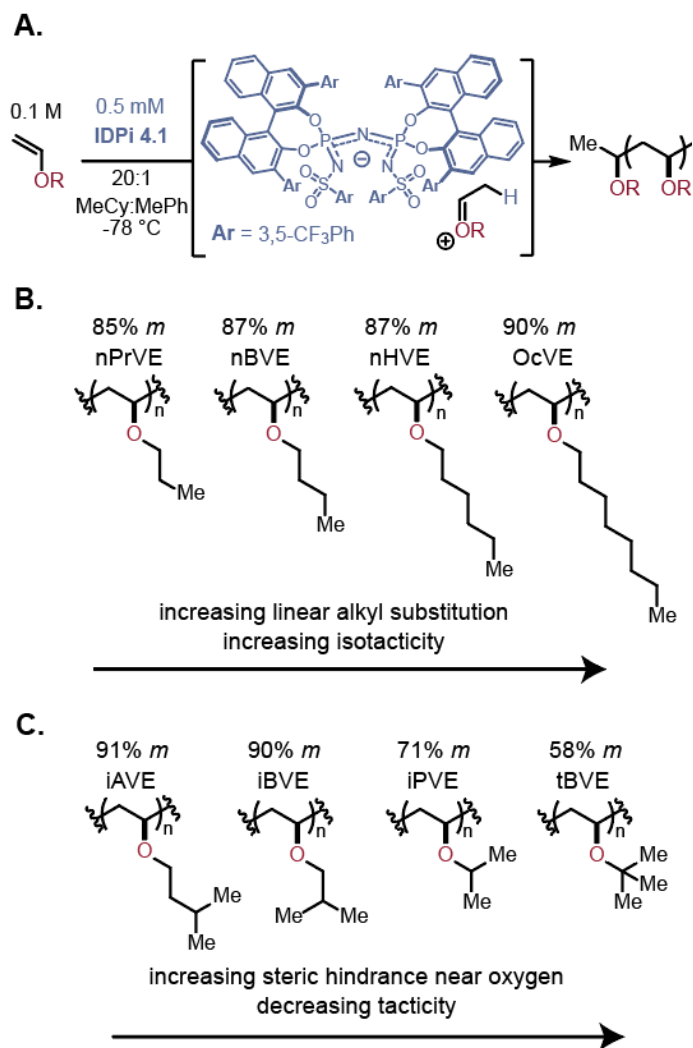 A.
0.1 M
OR
0.5 mM
IDPi 4.1
20:1
MeCy:MePh
-78 °C
Ar
Ar
O
O
P
N
P
O
O
N
⊖
N
Ar
O
S
O
Ar
Ar
O
S
O
Ar
H
OR
⊕
Ar = 3,5-CF3Ph
Me
OR
OR
n
B.
85% m
nPrVE
n
O
Me
87% m
nBVE
n
O
Me
87% m
nHVE
n
O
Me
90% m
OcVE
n
O
Me
increasing linear alkyl substitution
increasing isotacticity
C.
91% m
iAVE
n
O
Me
Me
90% m
iBVE
n
O
Me
Me
71% m
iPVE
n
O
Me
Me
58% m
tBVE
n
O
Me
Me
Me
increasing steric hindrance near oxygen
decreasing tacticity